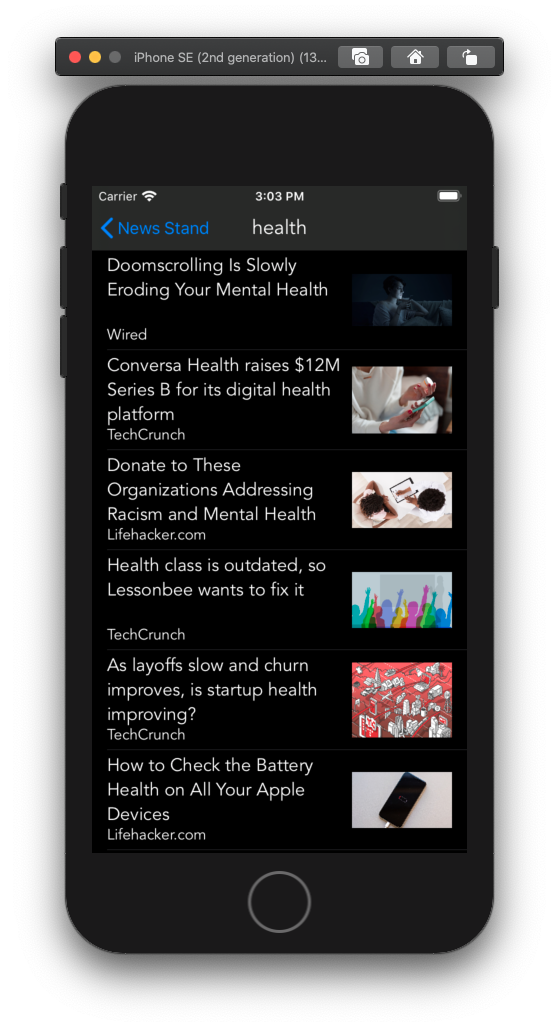 iPhone SE (2nd generation) (13...
Carrier
3:03 PM
News Stand
health
Doomscrolling Is Slowly
Eroding Your Mental Health
Wired
Conversa Health raises $12M
Series B for its digital health
platform
TechCrunch
Donate to These
Organizations Addressing
Racism and Mental Health
Lifehacker.com
Health class is outdated, so
Lessonbee wants to fix it
TechCrunch
As layoffs slow and churn
improves, is startup health
improving?
TechCrunch
How to Check the Battery
Health on All Your Apple
Devices
Lifehacker.com